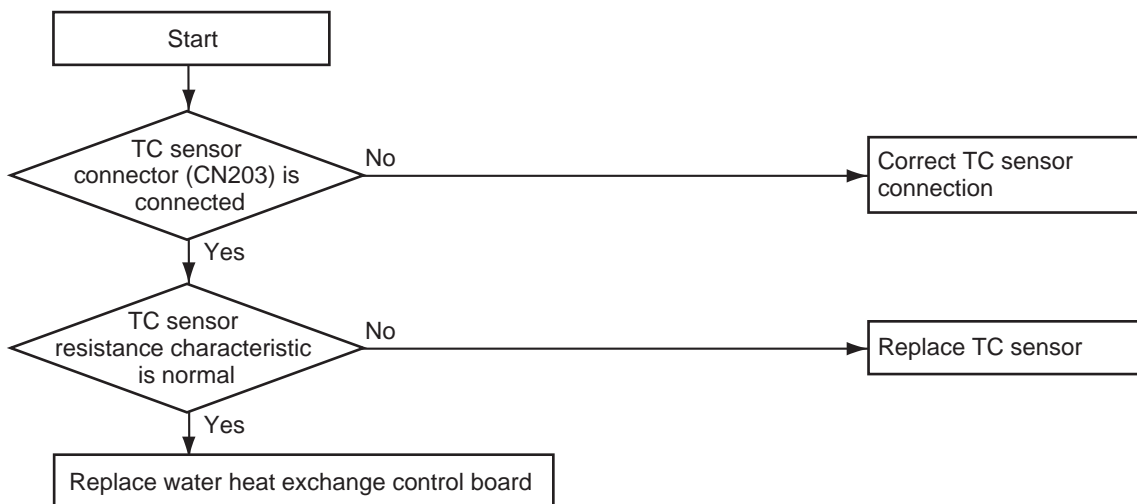 Start
TC sensor
connector (CN203) is
connected
No
Correct TC sensor
connection
Yes
TC sensor
resistance characteristic
is normal
No
Replace TC sensor
Yes
Replace water heat exchange control board